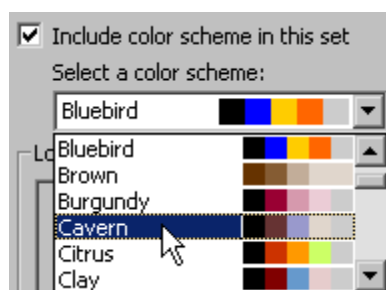 Include color scheme in this set
Select a color scheme:
Bluebird
Bluebird
Brown
Burgundy
Cavern
Citrus
Clay